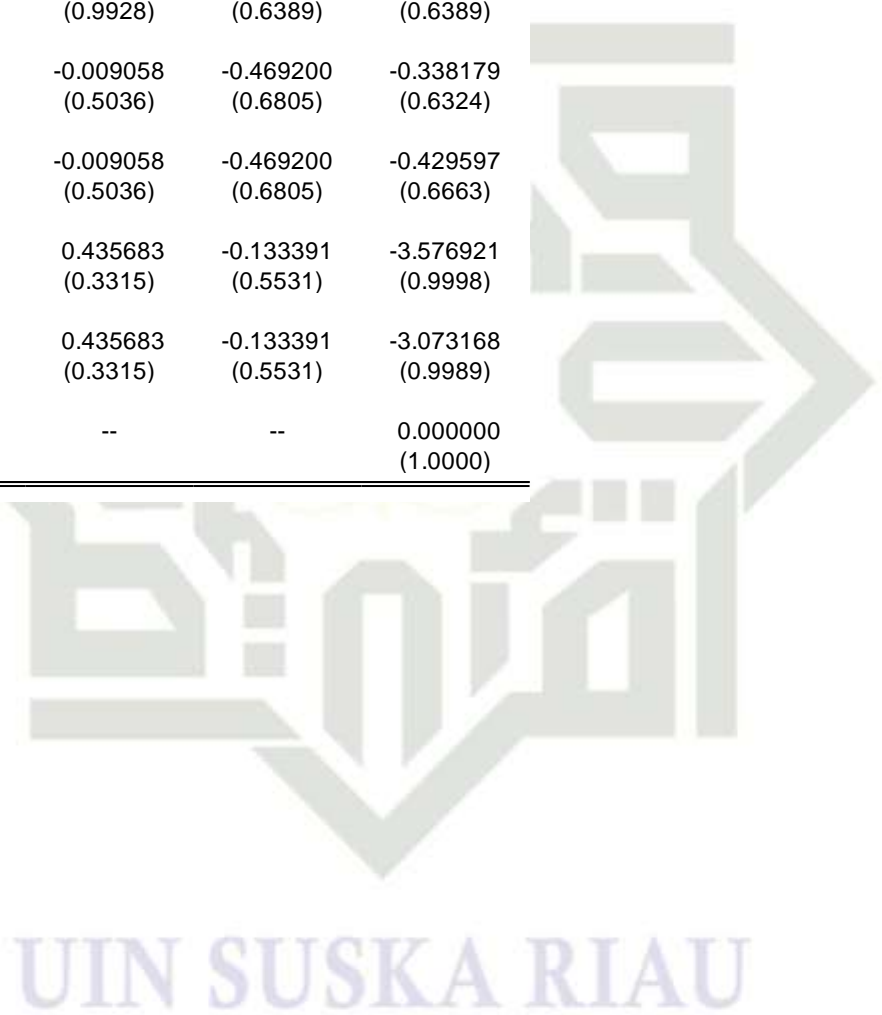 (0.9928) (0.6389) (0.6389)
-0.009058 -0.469200 -0.338179
(0.5036) (0.6805) (0.6324)
-0.009058 -0.469200 -0.429597
(0.5036) (0.6805) (0.6663)
0.435683 -0.133391 -3.576921
(0.3315) (0.5531) (0.9998)
0.435683 -0.133391 -3.073168
(0.3315) (0.5531) (0.9989)
-- -- 0.000000
(1.0000)
UIN SUSKA RIAU